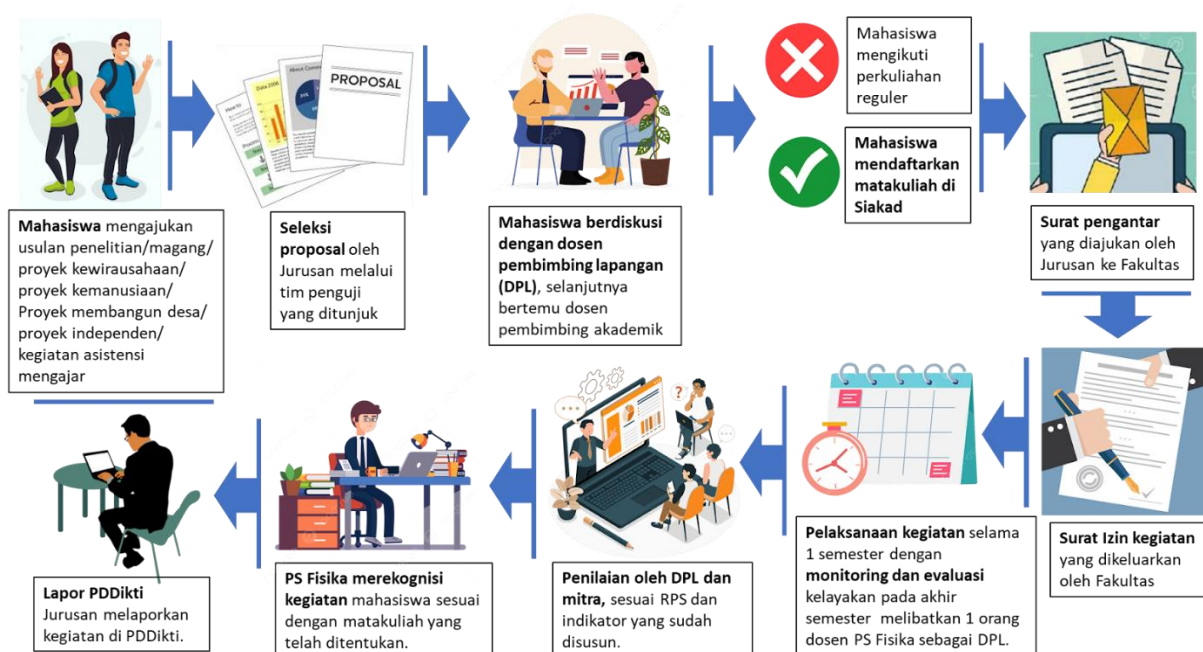 Mahasiswa mengajukan
usulan penelitian/magang/
proyek kewirausahaan/
proyek kemanusiaan/
Proyek membangun desa/
proyek independen/
kegiatan asistensi
mengajar
PROPOSAL
Seleksi
proposal oleh
Jurusan melalui
tim penguji
yang ditunjuk
Mahasiswa berdiskusi
dengan dosen
pembimbing lapangan
(DPL), selanjutnya
bertemu dosen
pembimbing akademik
Mahasiswa
mengikuti
perkuliahan
reguler
Mahasiswa
mendaftarkan
matakuliah di
Siakad
Surat pengantar
yang diajukan oleh
Jurusan ke Fakultas
Surat Izin kegiatan
yang dikeluarkan
oleh Fakultas
Pelaksanaan kegiatan selama
1 semester dengan
monitoring dan evaluasi
kelayakan pada akhir
semester melibatkan 1 orang
dosen PS Fisika sebagai DPL.
Penilaian oleh DPL dan
mitra, sesuai RPS dan
indikator yang sudah
disusun.
PS Fisika merekognisi
kegiatan mahasiswa sesuai
dengan matakuliah yang
telah ditentukan.
Lapor PDDikti
Jurusan melaporkan
kegiatan di PDDikti.